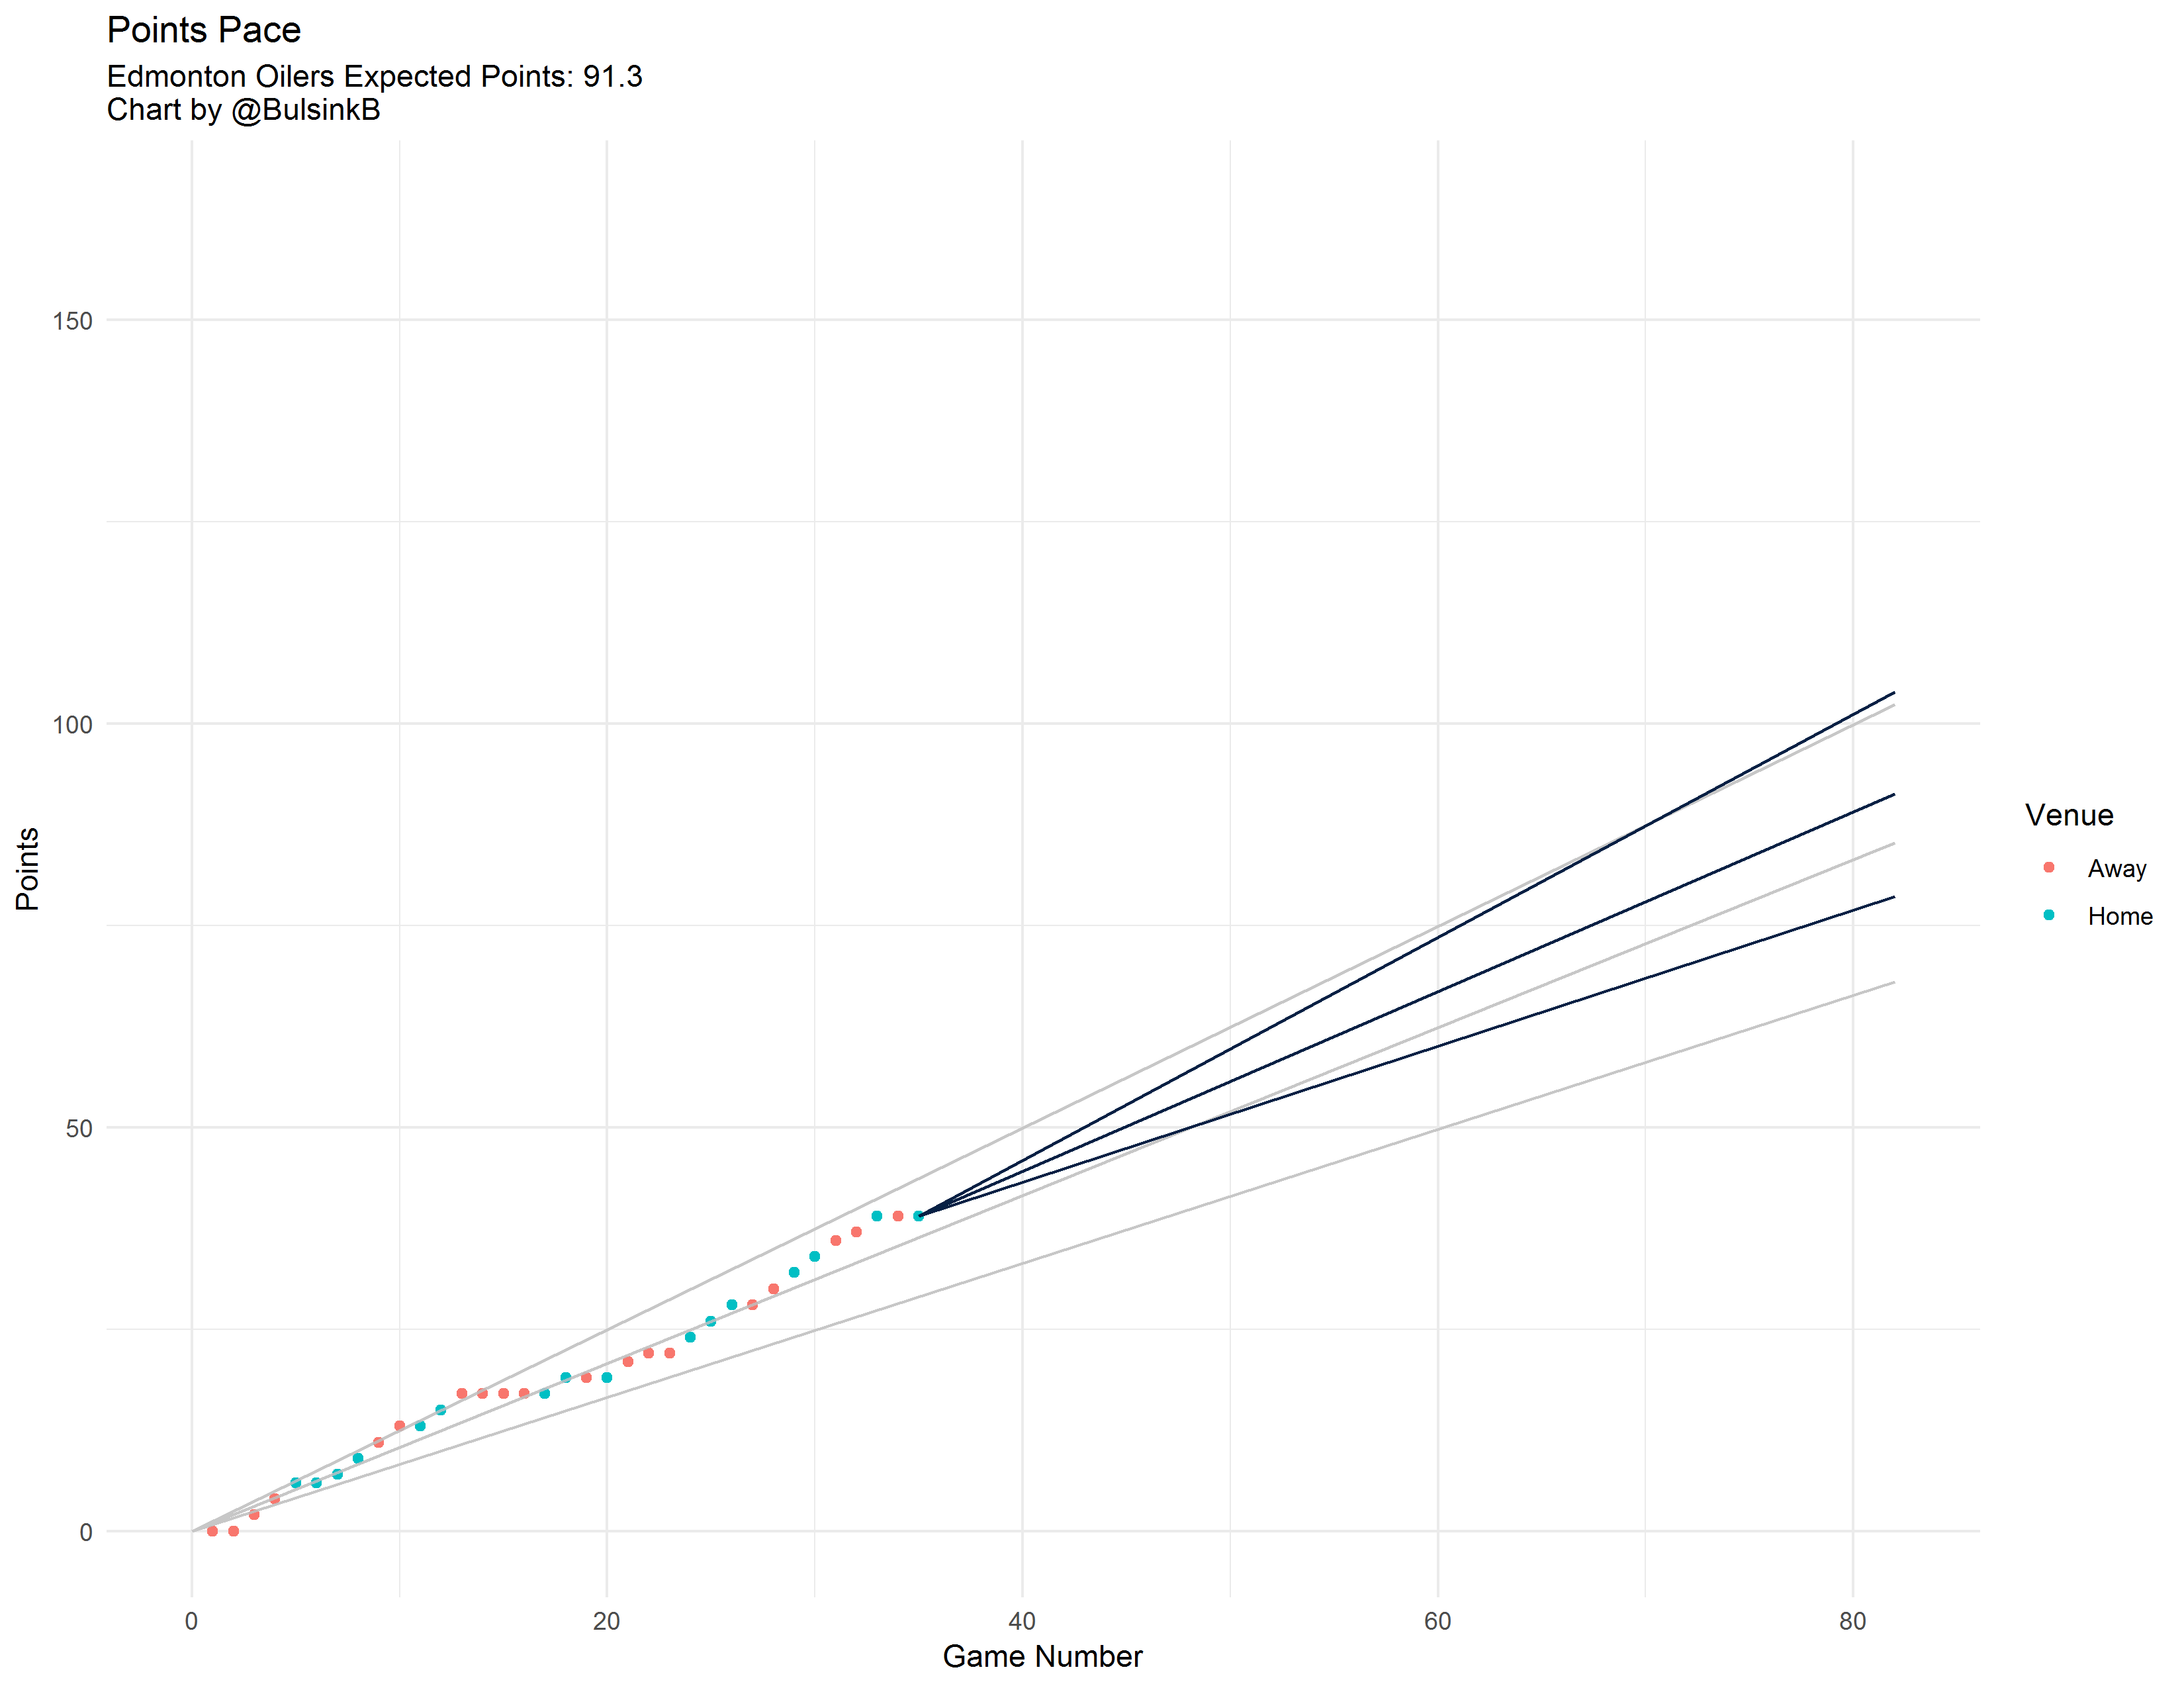 Points Pace
Edmonton Oilers Expected Points: 91.3
Chart by @BulsinkB
150
100
50
0
Points
0 20 40 60 80
Game Number
Venue
Away
Home